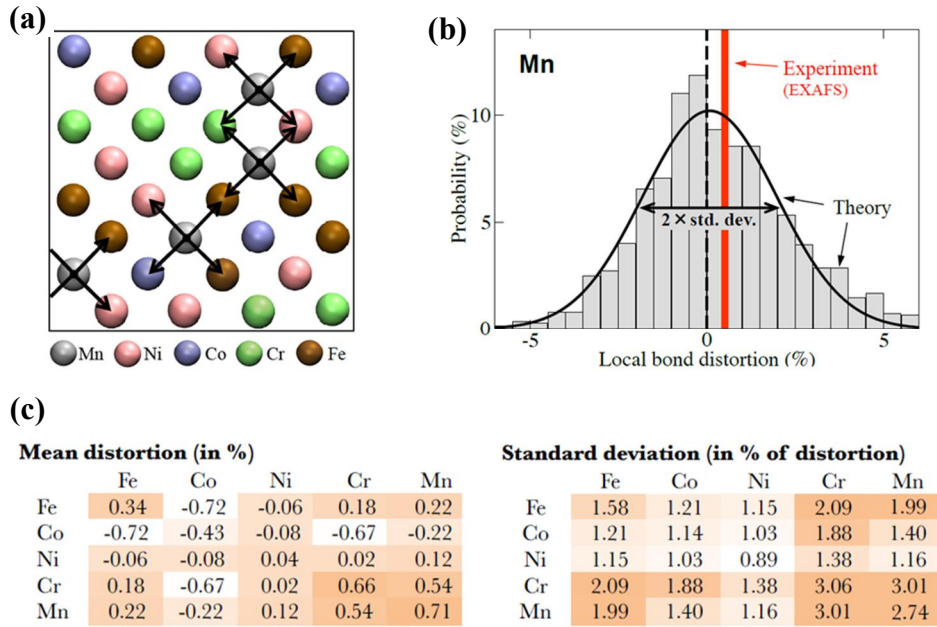 (a)
Mn Ni Co Cr Fe
(b)
Mn
Experiment
(EXAFS)
Theory
2 × std. dev.
Probability (%)
10
5
0
-5 0 5
Local bond distortion (%)
(c)
Mean distortion (in %)
Fe Co Ni Cr Mn
Fe 0.34 -0.72 -0.06 0.18 0.22
Co -0.72 -0.43 -0.08 -0.67 -0.22
Ni -0.06 -0.08 0.04 0.02 0.12
Cr 0.18 -0.67 0.02 0.66 0.54
Mn 0.22 -0.22 0.12 0.54 0.71
Standard deviation (in % of distortion)
Fe Co Ni Cr Mn
Fe 1.58 1.21 1.15 2.09 1.99
Co 1.21 1.14 1.03 1.88 1.40
Ni 1.15 1.03 0.89 1.38 1.16
Cr 2.09 1.88 1.38 3.06 3.01
Mn 1.99 1.40 1.16 3.01 2.74